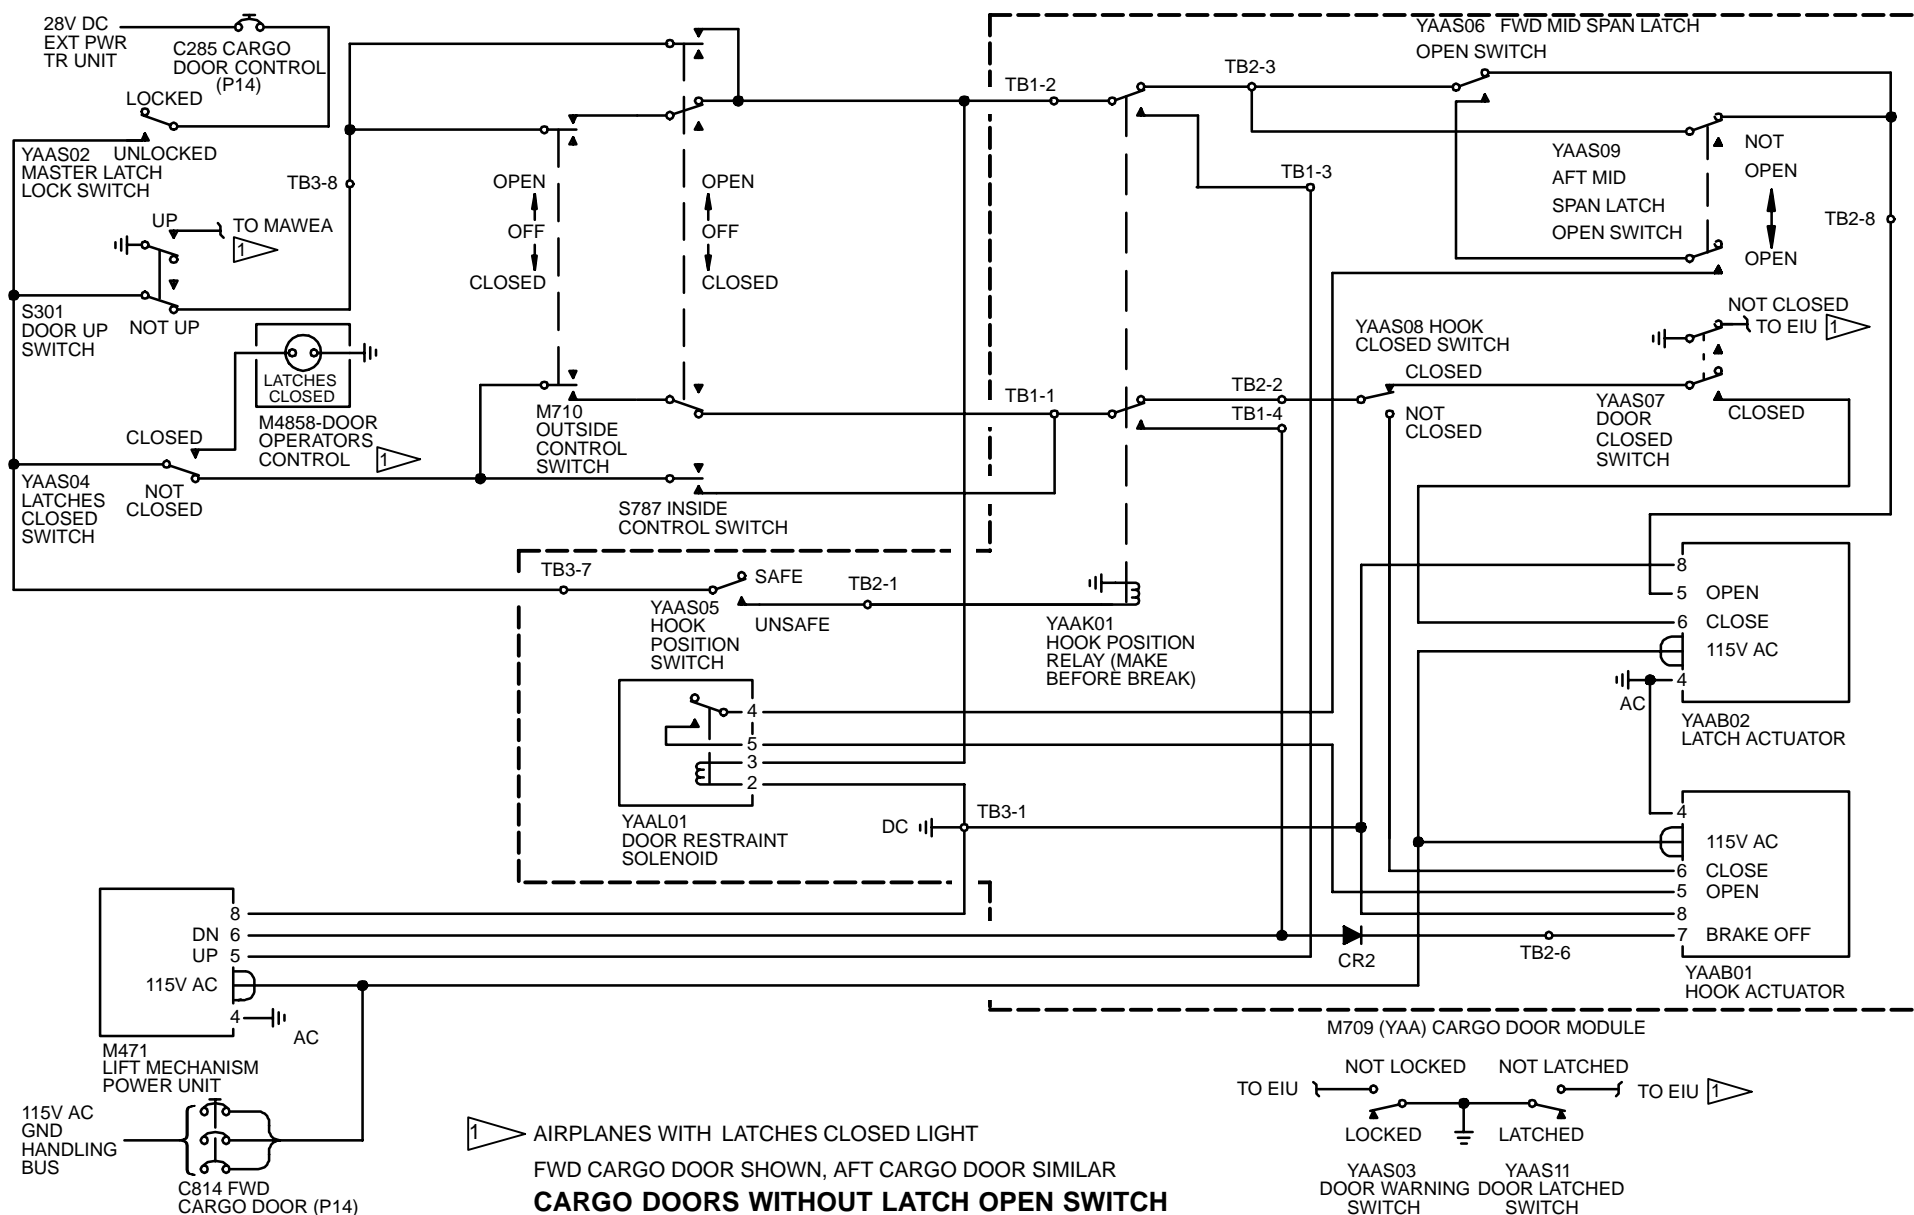 28V DC
EXT PWR
TR UNIT
C285 CARGO
DOOR CONTROL
(P14)
LOCKED
YAAS02
UNLOCKED
MASTER LATCH
LOCK SWITCH
TB3-8
UP
TO MAWEA
1
S301
DOOR UP
SWITCH
NOT UP
LATCHES
CLOSED
M4858-DOOR
OPERATORS
CONTROL
1
CLOSED
YAAS04
LATCHES
CLOSED
SWITCH
NOT
CLOSED
OPEN
OFF
CLOSED
OPEN
OFF
CLOSED
M710
OUTSIDE
CONTROL
SWITCH
S787 INSIDE
CONTROL SWITCH
YAAS06 FWD MID SPAN LATCH
OPEN SWITCH
TB1-2
TB2-3
TB1-3
YAAS09
AFT MID
SPAN LATCH
OPEN SWITCH
NOT
OPEN
OPEN
TB2-8
NOT CLOSED
TO EIU
1
YAAS08 HOOK
CLOSED SWITCH
CLOSED
NOT
CLOSED
YAAS07
DOOR
CLOSED
SWITCH
CLOSED
TB1-1
TB2-2
TB1-4
TB3-7
SAFE
TB2-1
YAAS05
HOOK
POSITION
SWITCH
UNSAFE
YAAK01
HOOK POSITION
RELAY (MAKE
BEFORE BREAK)
4
5
3
2
YAAL01
DOOR RESTRAINT
SOLENOID
DC
TB3-1
8
5 OPEN
6 CLOSE
115V AC
4
AC
YAAB02
LATCH ACTUATOR
4
115V AC
6 CLOSE
5 OPEN
8
7 BRAKE OFF
YAAB01
HOOK ACTUATOR
CR2
TB2-6
8
DN 6
UP 5
115V AC
4
AC
M471
LIFT MECHANISM
POWER UNIT
115V AC
GND
HANDLING
BUS
C814 FWD
CARGO DOOR (P14)
M709 (YAA) CARGO DOOR MODULE
NOT LOCKED
NOT LATCHED
TO EIU
TO EIU
1
LOCKED
LATCHED
YAAS03
DOOR WARNING
SWITCH
YAAS11
DOOR LATCHED
SWITCH
1 AIRPLANES WITH LATCHES CLOSED LIGHT
FWD CARGO DOOR SHOWN, AFT CARGO DOOR SIMILAR
CARGO DOORS WITHOUT LATCH OPEN SWITCH